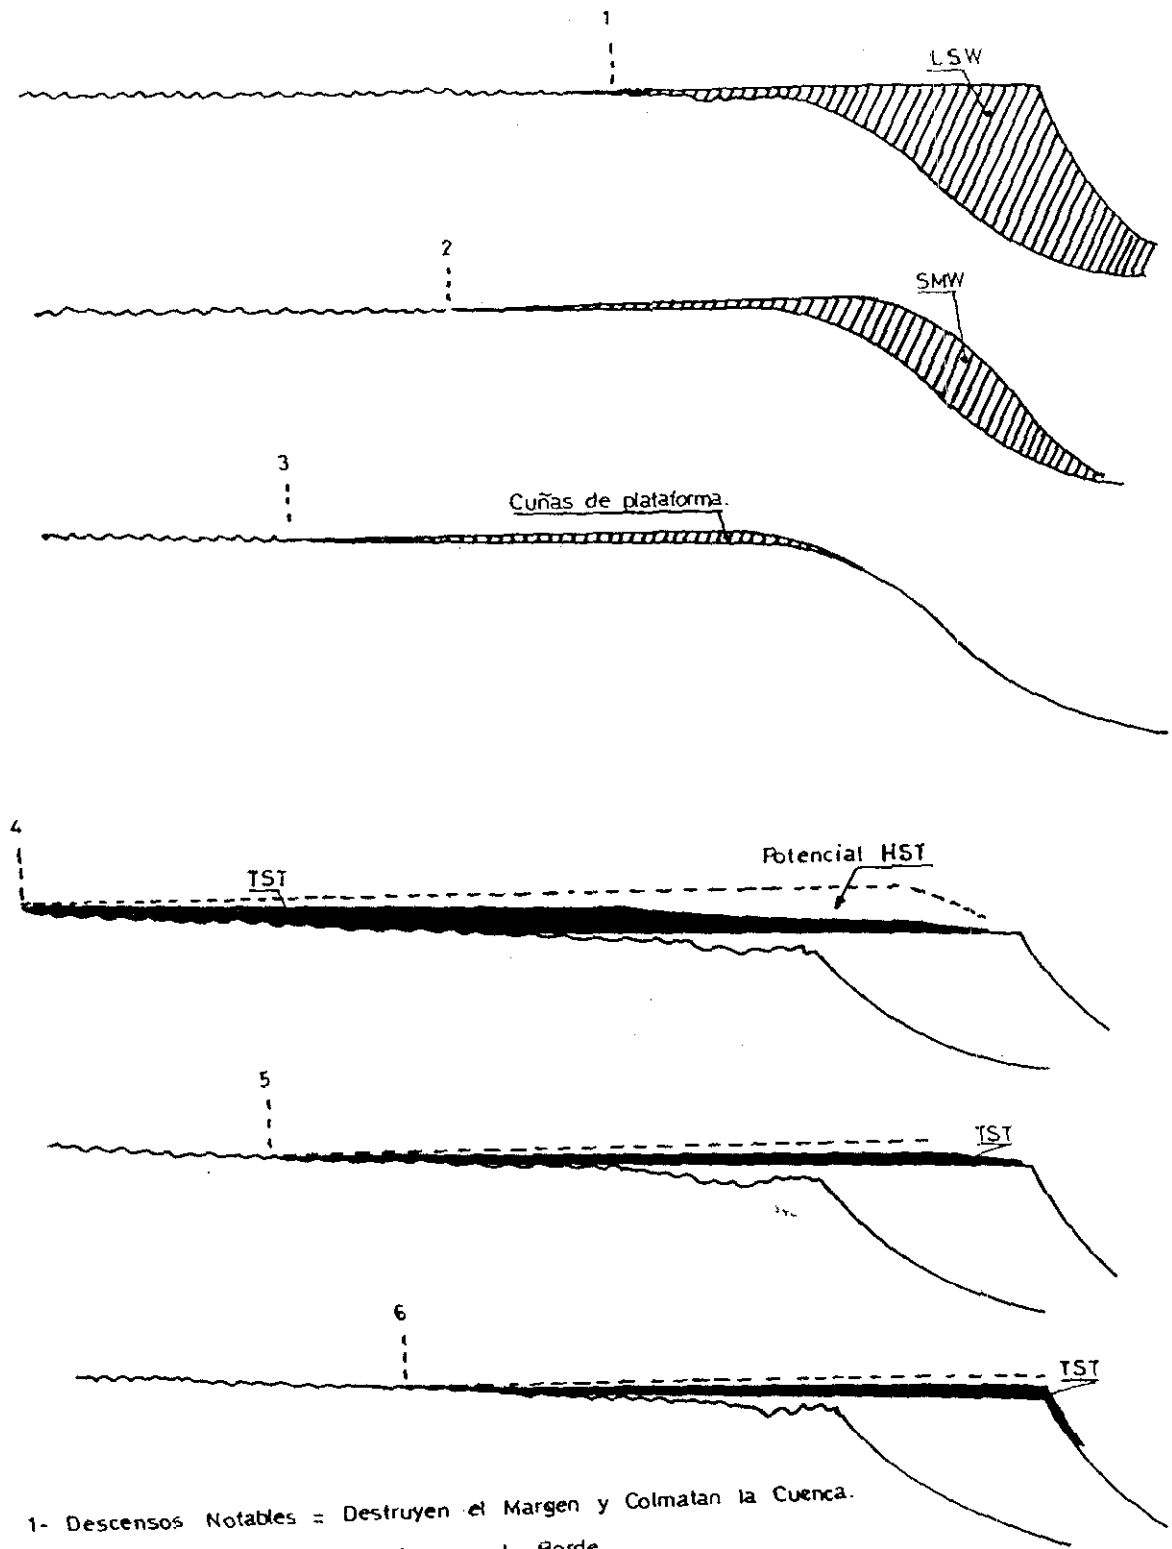 1
LSW
2
SMW
3
Cuñas de plataforma.
4
TST
Potencial HST
5
TST
6
TST
1- Descensos Notables = Destruyen el Margen y Colmatan la Cuenca.
Borde